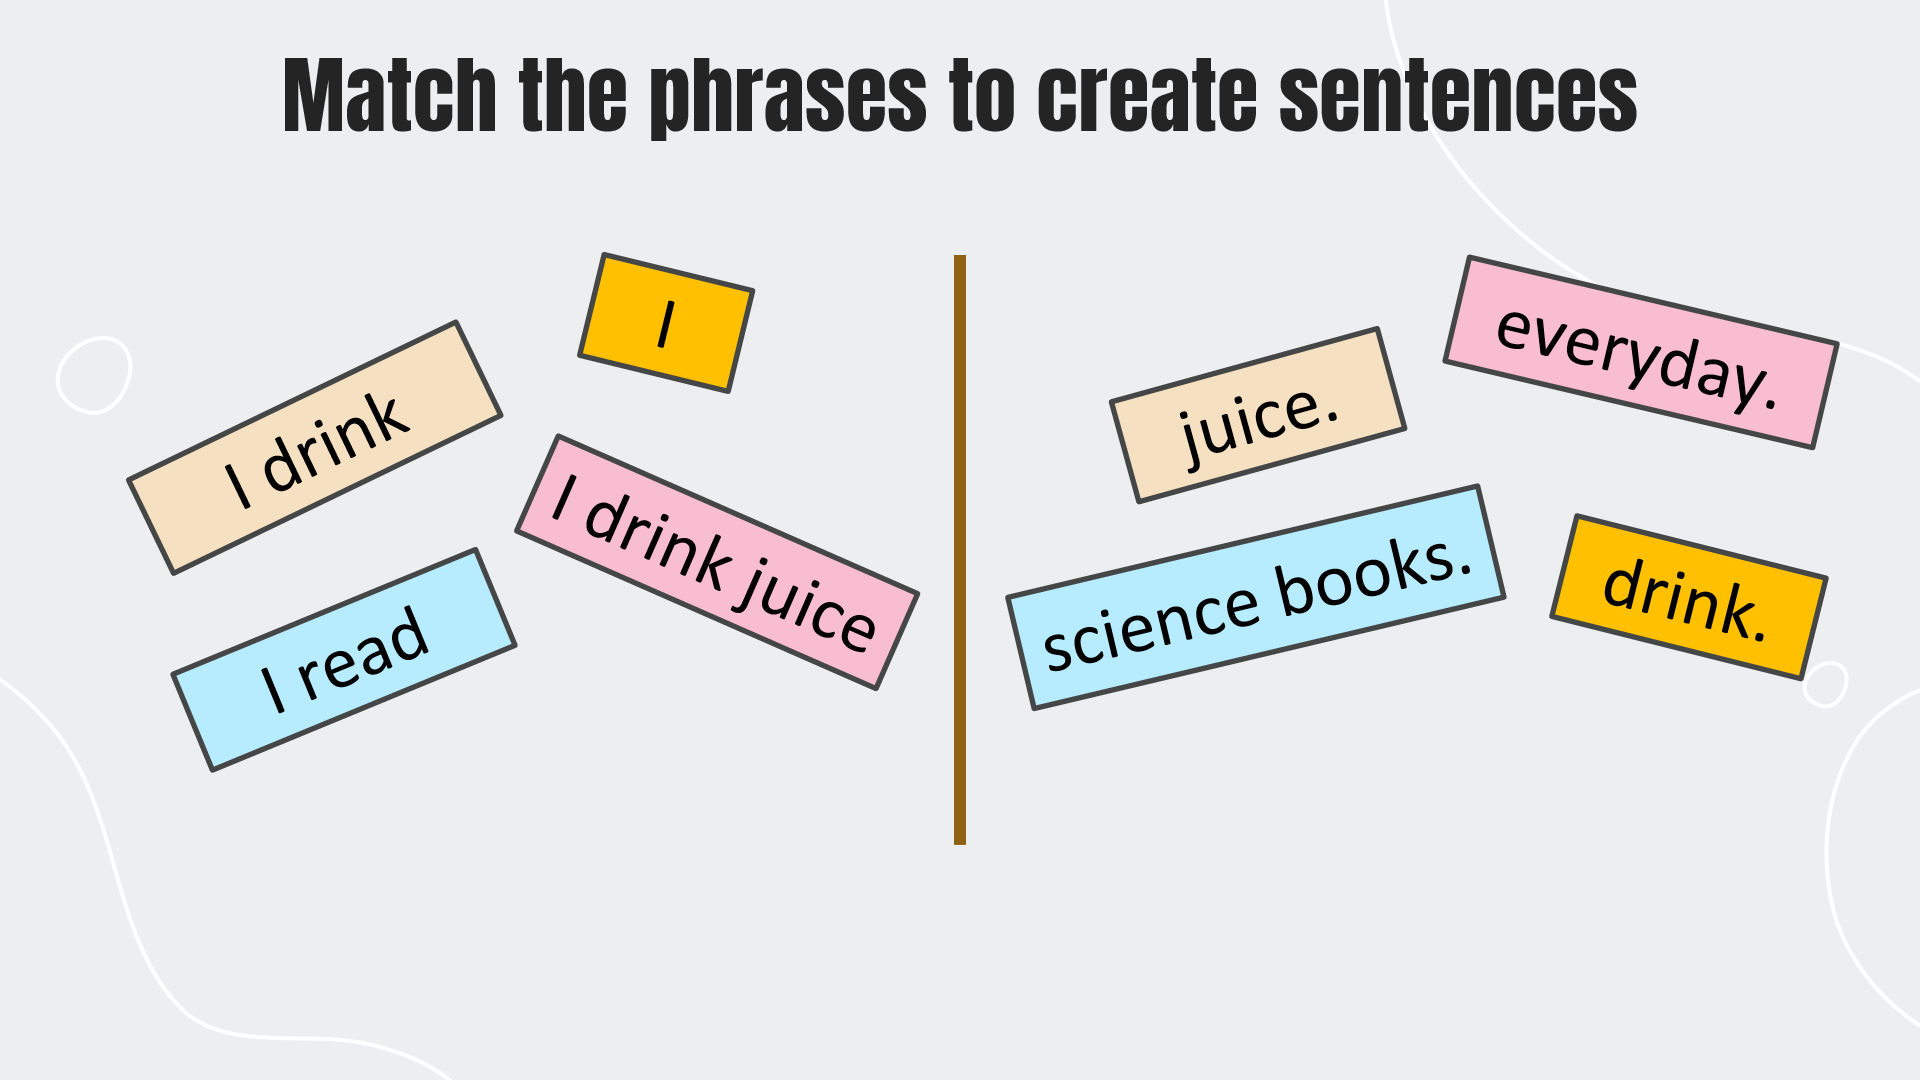 Match the phrases to create sentences
I
I drink
I drink juice
I read
everyday.
juice.
science books.
drink.